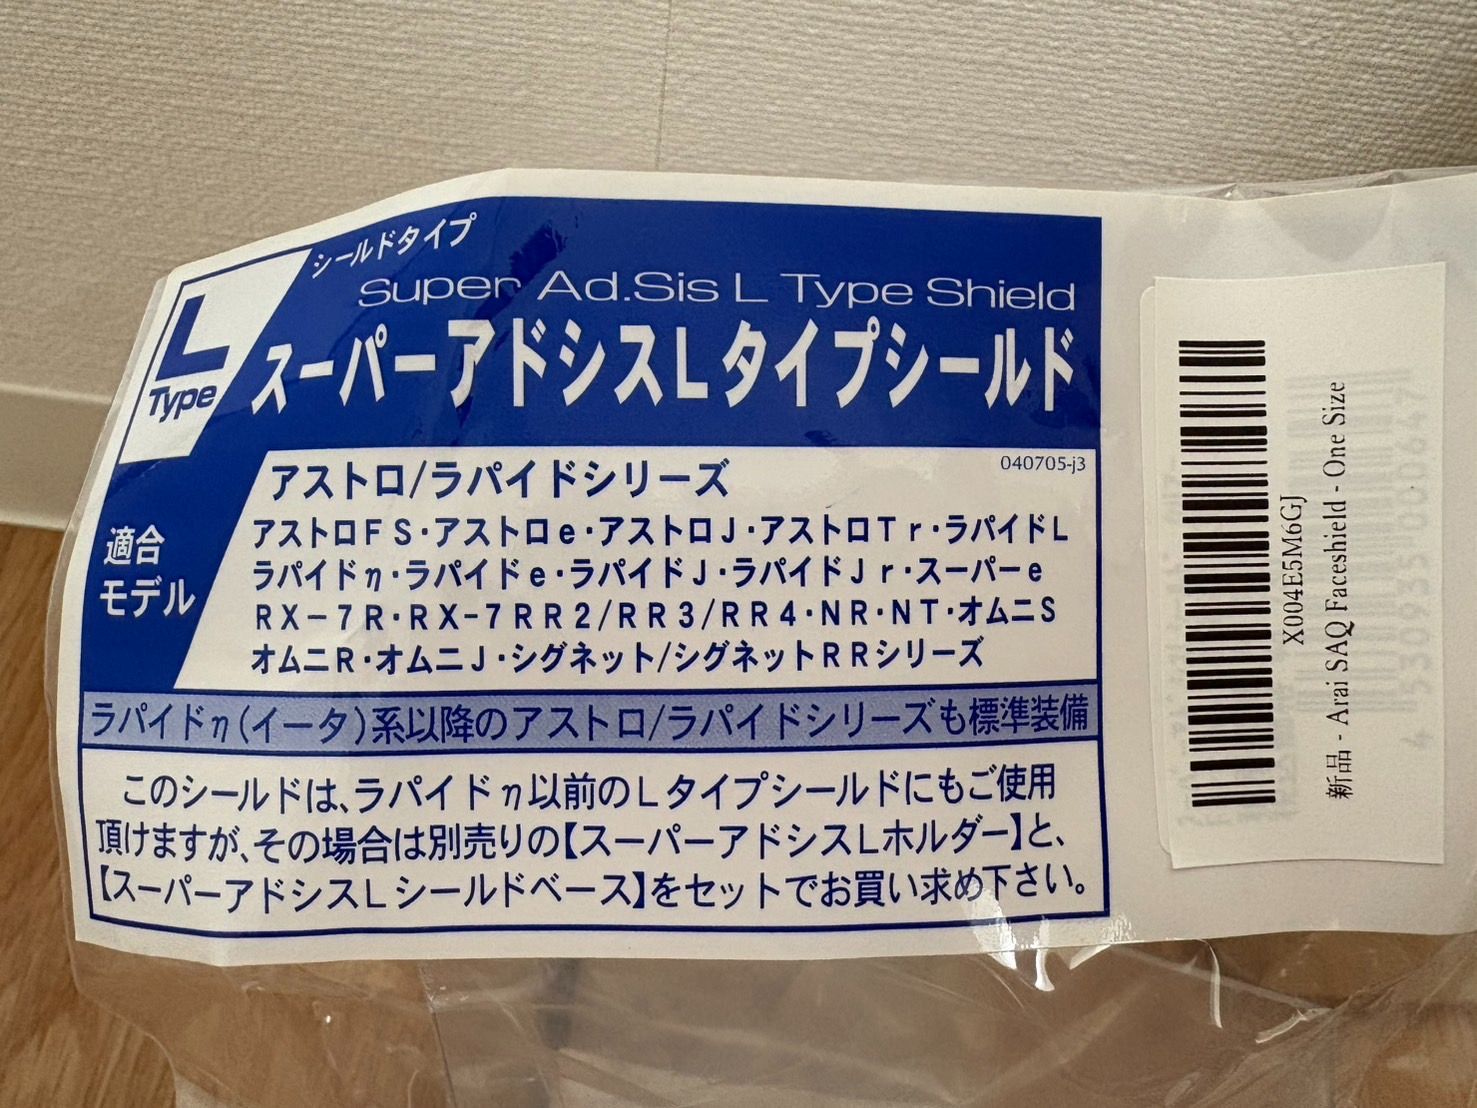 シールドタイプ
L
Type
Super Ad.Sis L Type Shield
スーパーアドシスLタイプシールド
040705-j3
適合
モデル
アストロ/ラパイドシリーズ
アストロFS・アストロe・アストロJ・アストロTr・ラパイドL
ラパイドη・ラパイドe・ラパイドJ・ラパイドJr・スーパーe
RX-7R・RX-7RR2/RR3/RR4・NR・NT・オムニS
オムニR・オムニJ・シグネット/シグネットRRシリーズ
ラパイドη(イータ)系以降のアストロ/ラパイドシリーズも標準装備
このシールドは、ラパイドη以前のLタイプシールドにもご使用
頂けますが、その場合は別売りの【スーパーアドシスLホルダー】と、
【スーパーアドシスLシールドベース】をセットでお買い求め下さい。
X004E5M6GJ
新品 - Arai SAQ Faceshield - One Size